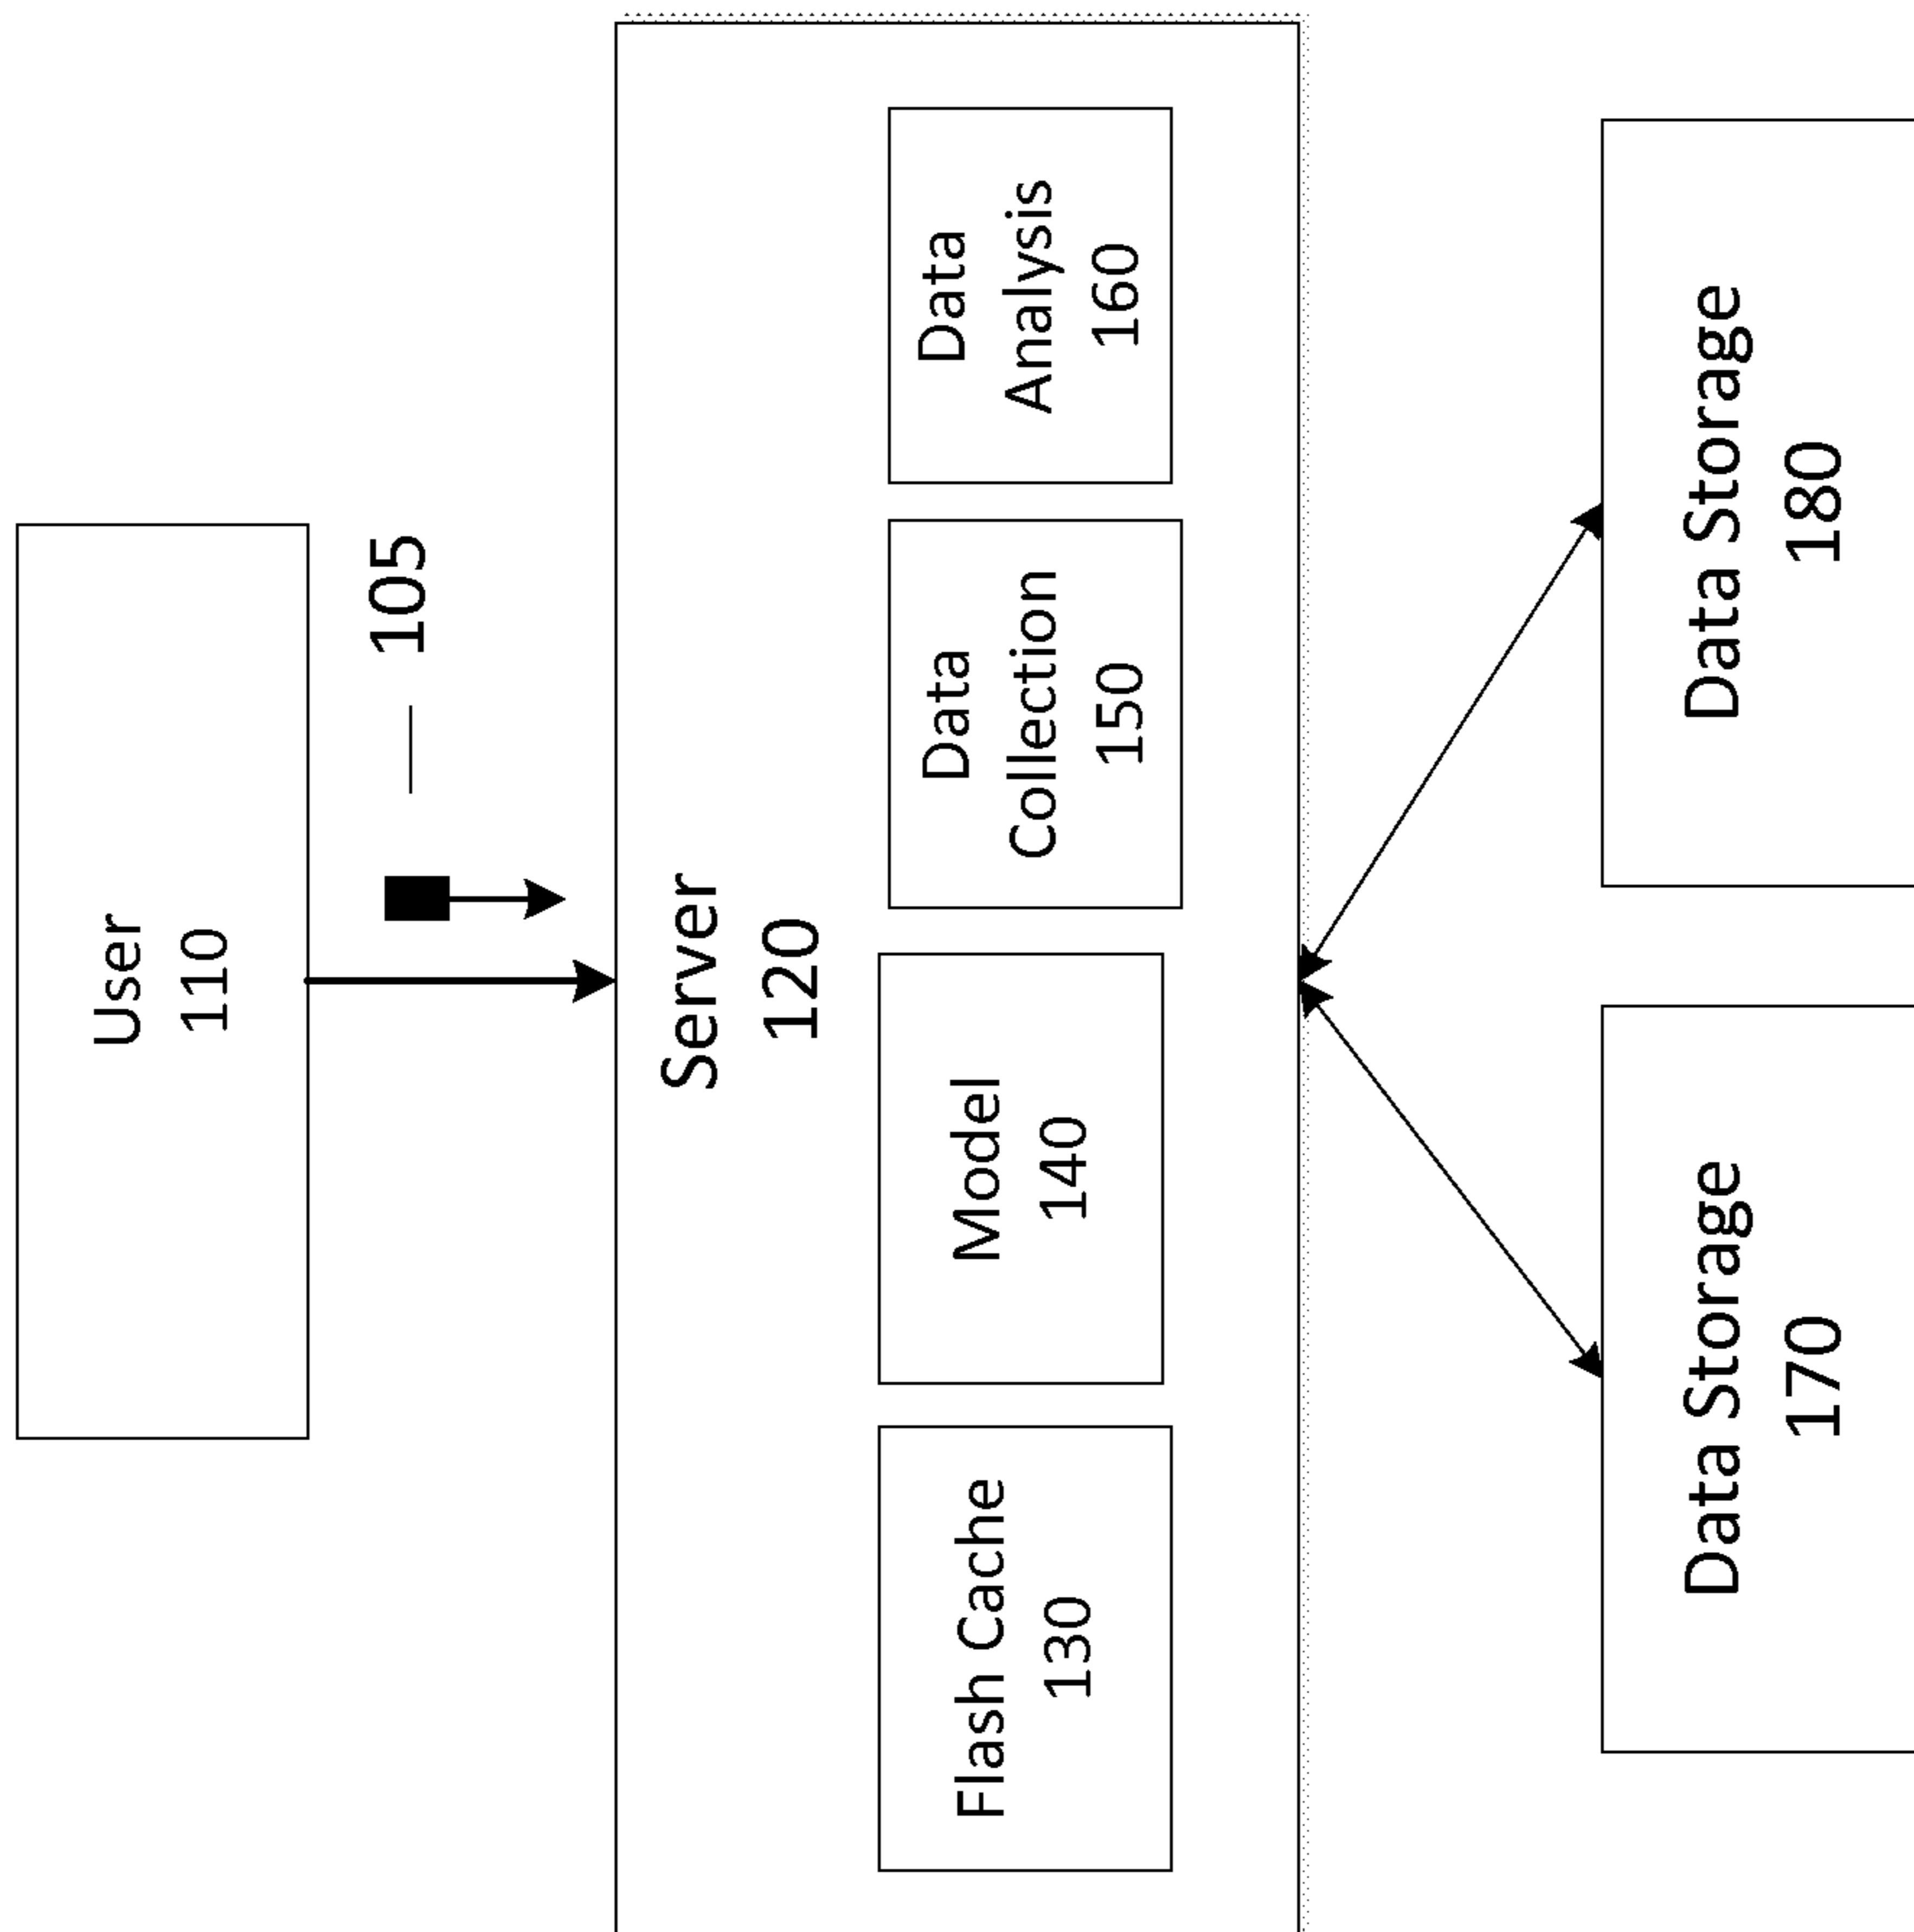 User
110
105
Server
120
Flash Cache
130
Model
140
Data
Collection
150
Data
Analysis
160
Data Storage
170
Data Storage
180